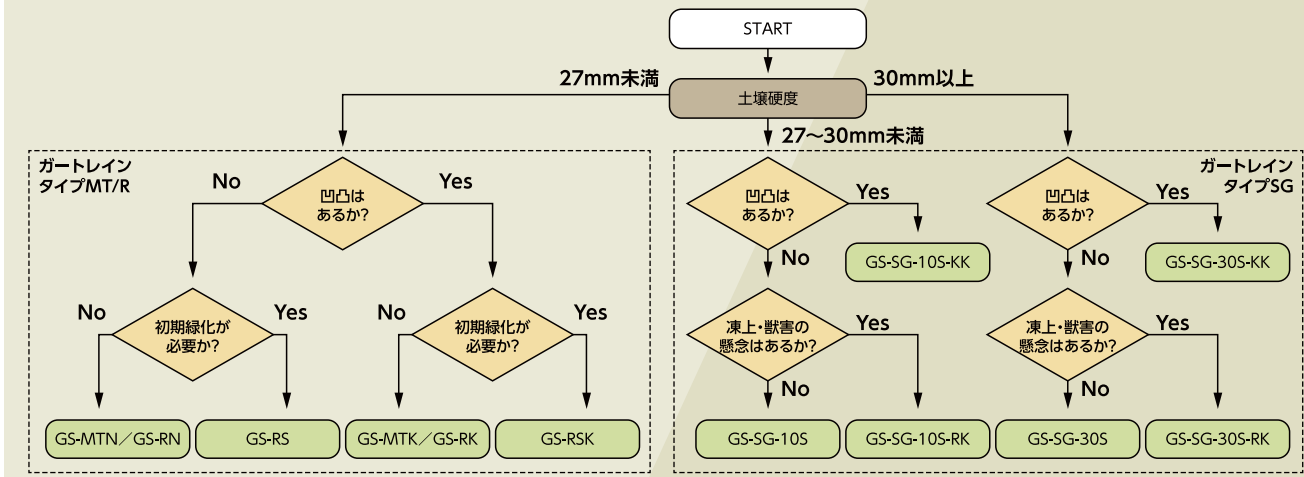 START
土壌硬度
27mm未満
30mm以上
27～30mm未満
ガートレイン
タイプMT/R
凹凸は
あるか?
No
Yes
初期緑化が
必要か?
No
Yes
初期緑化が
必要か?
No
Yes
GS-MTN／GS-RN
GS-RS
GS-MTK／GS-RK
GS-RSK
ガートレイン
タイプSG
凹凸は
あるか?
Yes
No
GS-SG-10S-KK
凍上・獣害の
懸念はあるか?
Yes
No
GS-SG-10S
GS-SG-10S-RK
凹凸は
あるか?
Yes
No
GS-SG-30S-KK
凍上・獣害の
懸念はあるか?
Yes
No
GS-SG-30S
GS-SG-30S-RK